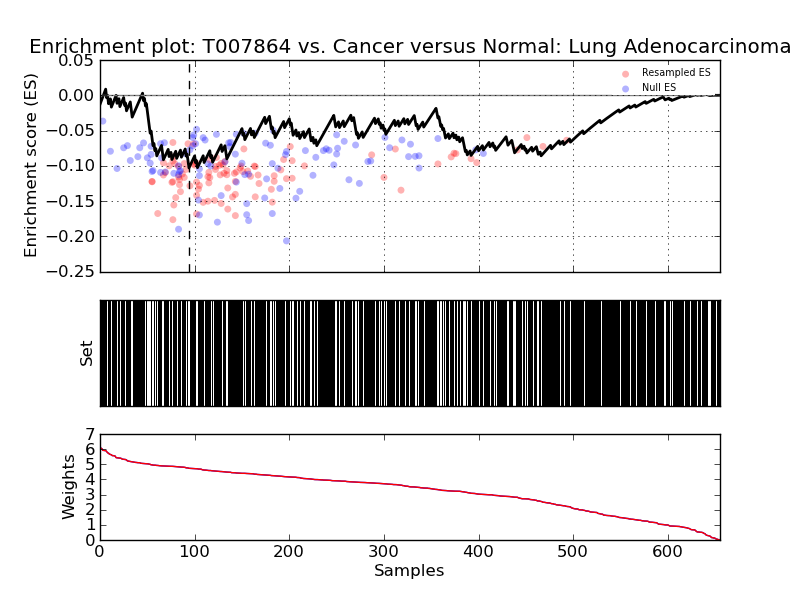 Enrichment plot: T007864 vs. Cancer versus Normal: Lung Adenocarcinoma
0.05
0.00
−0.05
−0.10
−0.15
−0.20
−0.25
Enrichment score (ES)
Resampled ES
Null ES
Set
7
6
5
4
3
2
1
0
Weights
0 100 200 300 400 500 600
Samples